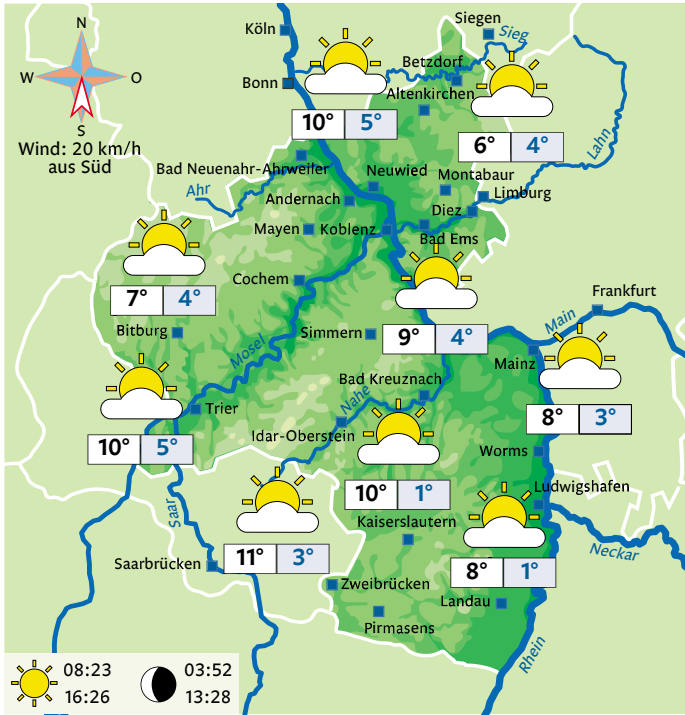 Siegen
Köln
N
Sieg
Betzdorf
W
O
Bonn
Altenkirchen
S
10° 5°
Wind: 20 km/h
aus Süd
6° 4°
Lahn
Bad Neuenahr-Ahrweiler
Neuwied
Montabaur
Ahr
Andernach
Limburg
Diez
Mayen
Koblenz
Bad Ems
Cochem
7° 4°
Frankfurt
Bitburg
Simmern
9° 4°
Main
Mosel
Mainz
Bad Kreuznach
Nahe
Trier
8° 3°
Idar-Oberstein
10° 5°
Worms
10° 1°
Ludwigshafen
Saar
Kaiserslautern
Neckar
Saarbrücken
11° 3°
8° 1°
Zweibrücken
Landau
Pirmasens
Rhein
08:23
03:52
16:26
13:28